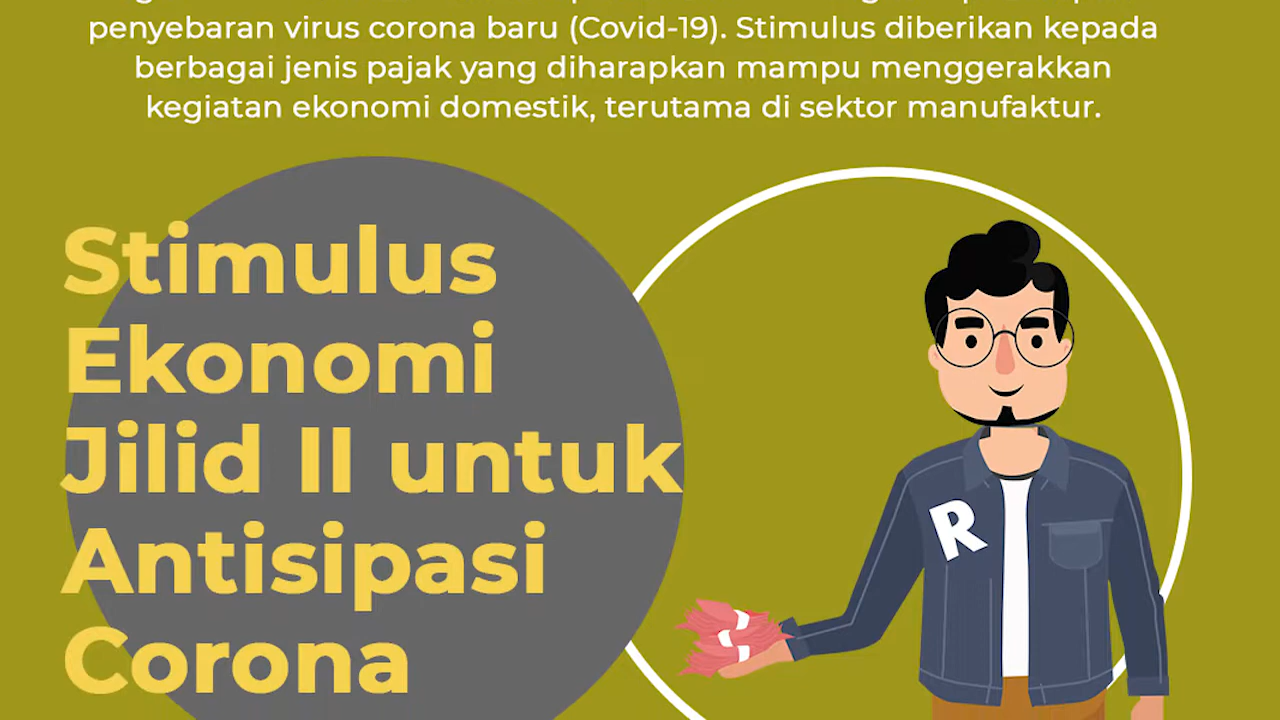 penyebaran virus corona baru (Covid-19). Stimulus diberikan kepada
berbagai jenis pajak yang diharapkan mampu menggerakkan
kegiatan ekonomi domestik, terutama di sektor manufaktur.
Stimulus
Ekonomi
Jilid II untuk
Antisipasi
Corona
R